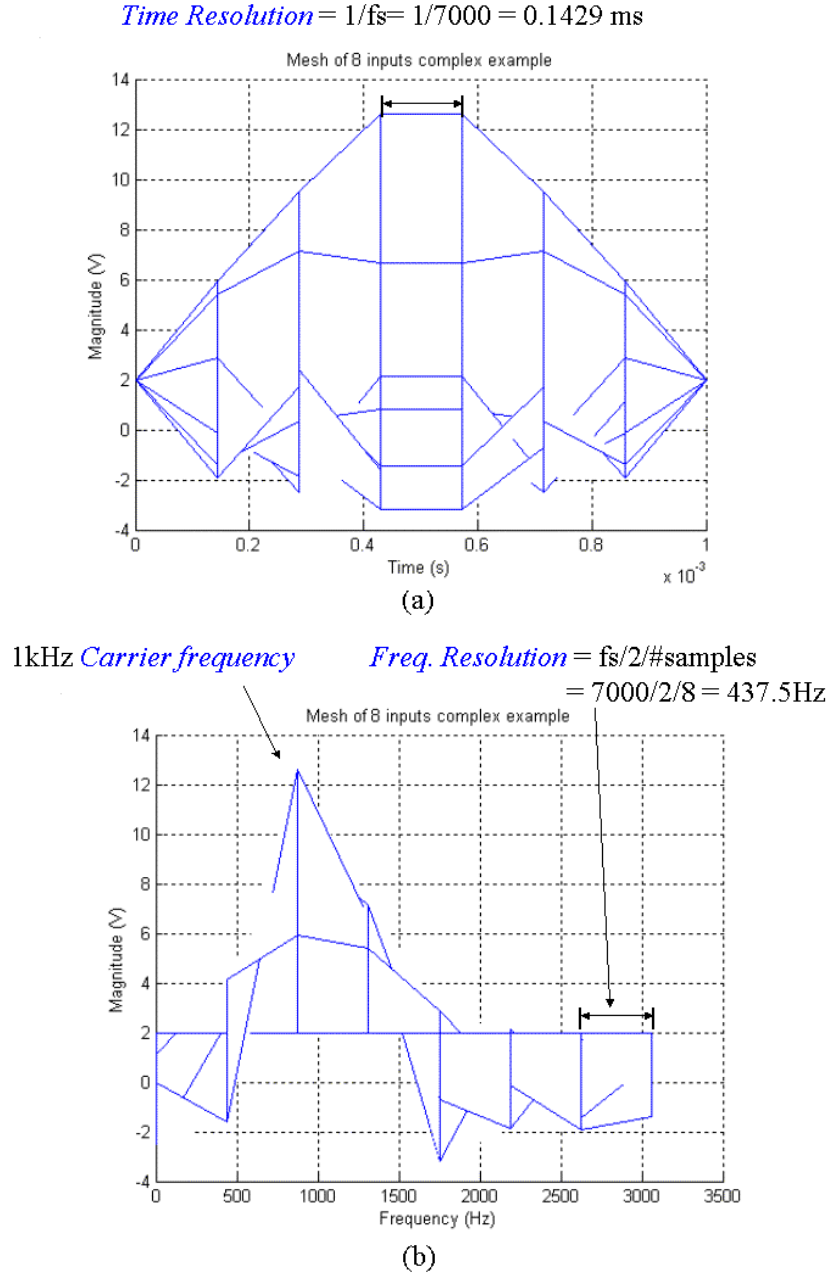 Time Resolution = 1/fs= 1/7000 = 0.1429 ms
Mesh of 8 inputs complex example
14
12
10
8
6
4
2
0
-2
-4
Magnitude (V)
0
0.2
0.4
0.6
0.8
1
Time (s)
x 10-3
(a)
1kHz Carrier frequency
Freq. Resolution = fs/2/#samples
= 7000/2/8 = 437.5Hz
Mesh of 8 inputs complex example
14
12
10
8
6
4
2
0
-2
-4
Magnitude (V)
0
500
1000
1500
2000
2500
3000
3500
Frequency (Hz)
(b)